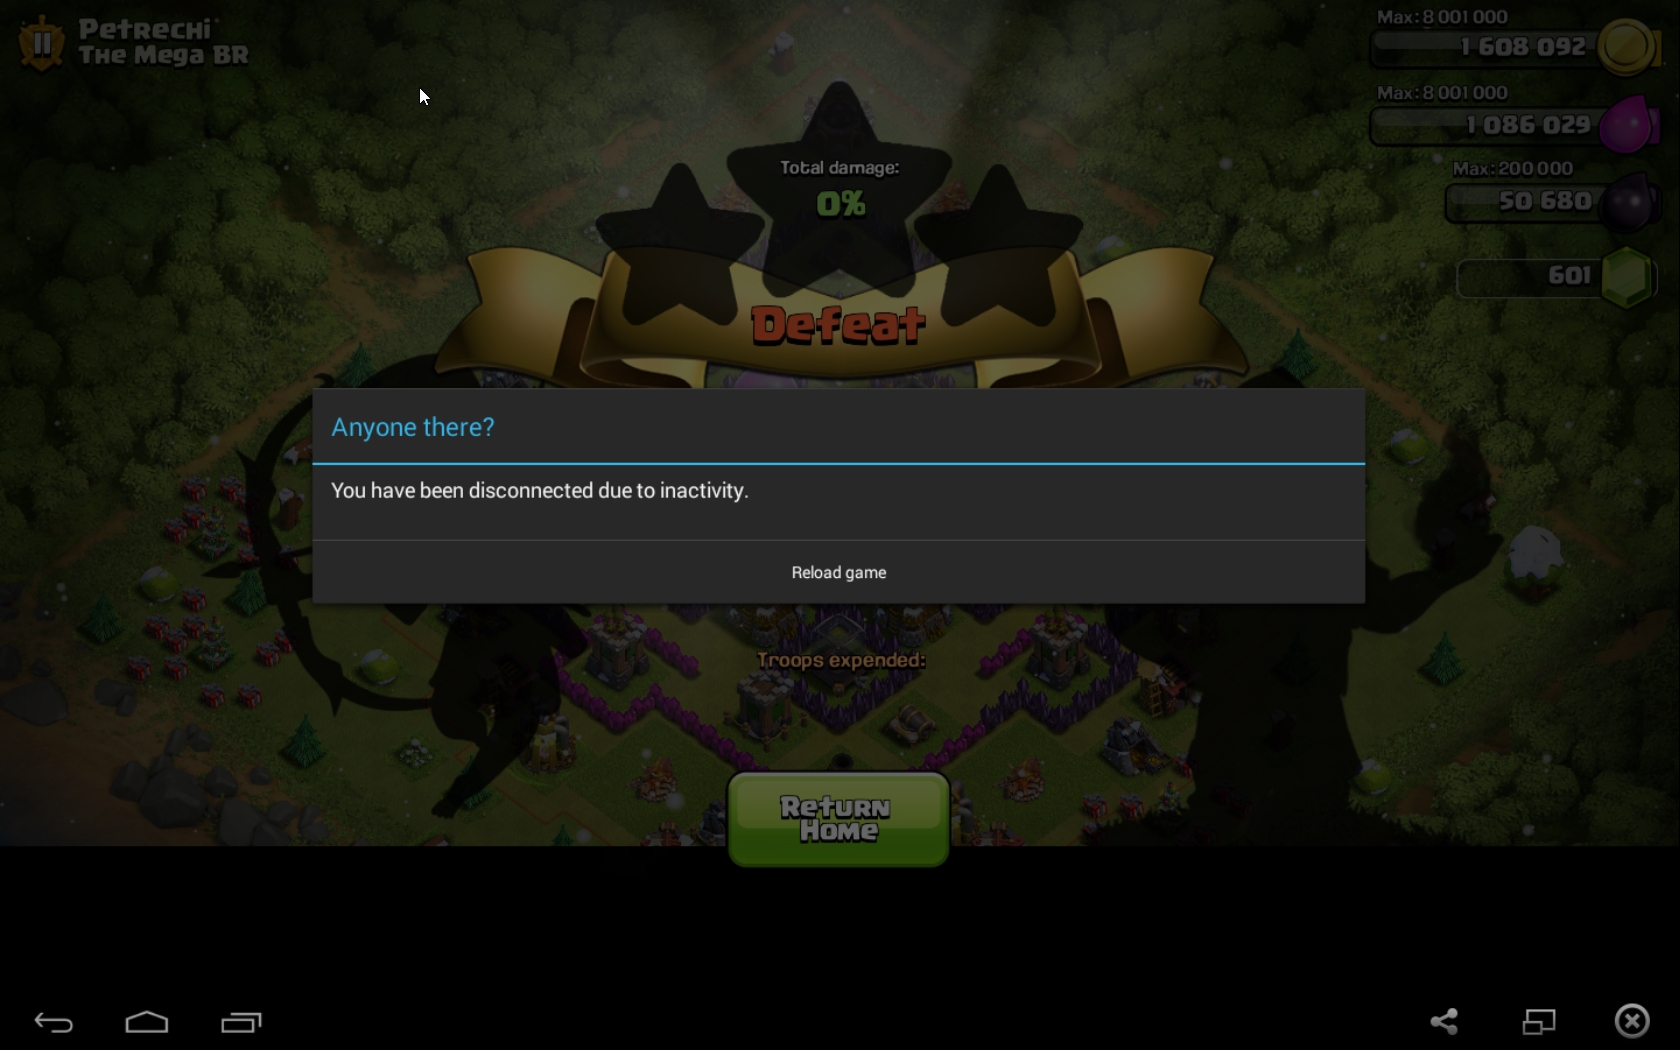 Petrechi
The Mega BR
Max: 8 001 000
1 608 092
Max: 8 001 000
1 086 029
Max: 200 000
50 680
601
Total damage:
0%
Defeat
Anyone there?
You have been disconnected due to inactivity.
Reload game
Troops expended:
Return
Home